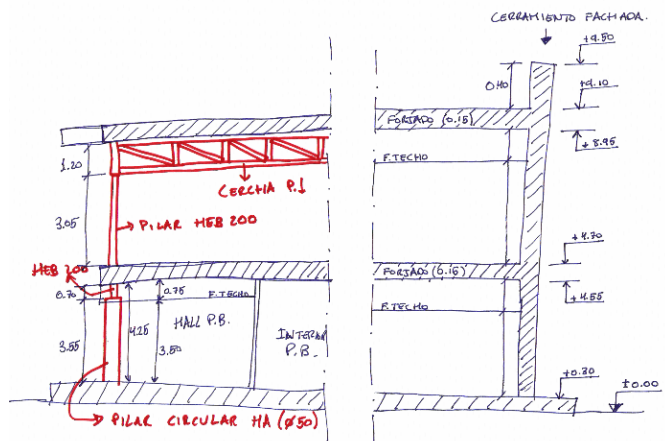 CERRAMIENTO FACHADA.
+9.50
0.40
+9.10
FORJADO (0.15)
+8.95
1.20
F.TECHO
CERCHA P.1
3.05
PILAR HEB 200
+4.70
HEB 200
FORJADO (0.15)
0.70
0.75
F.TECHO
+4.55
F.TECHO
HALL P.B.
4.25
3.55
3.50
INTERIOR
P.B.
+0.30
±0.00
PILAR CIRCULAR HA (Ø50)